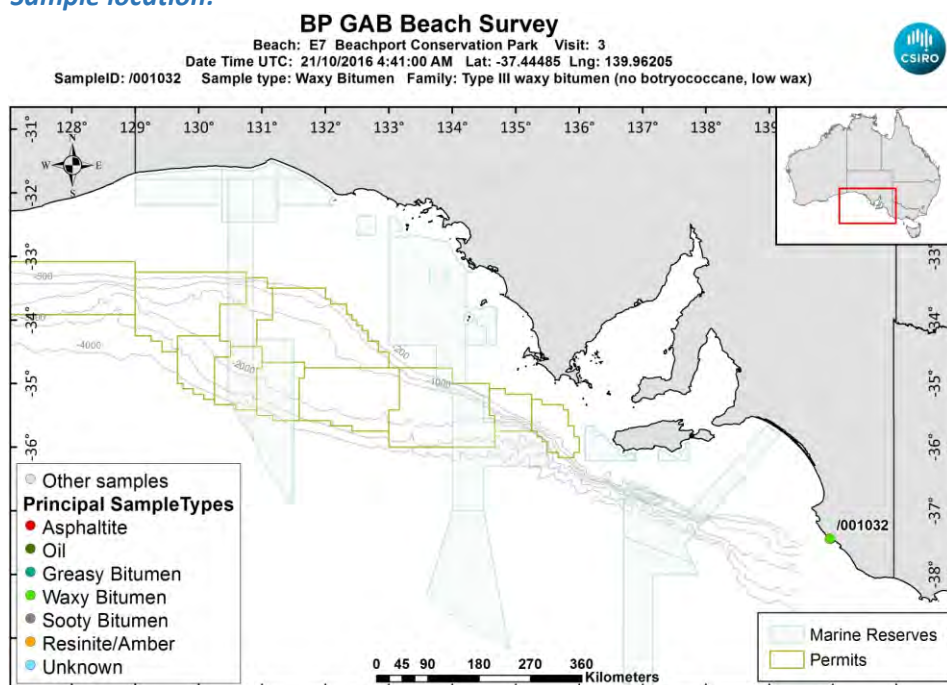 Sample location:
BP GAB Beach Survey
Beach: E7 Beachport Conservation Park Visit: 3
Date Time UTC: 21/10/2016 4:41:00 AM Lat: -37.44485 Lng: 139.96205
SampleID: /001032 Sample type: Waxy Bitumen Family: Type III waxy bitumen (no botryococcane, low wax)
CSIRO
128° 129° 130° 131° 132° 133° 134° 135° 136° 137° 138° 139
-31°
-32°
-33°
-34°
-35°
-36°
-37°
-38°
-31°
N
W E
S
-32°
-33°
-34°
-35°
-36°
-37°
-38°
-200
-4000
-2000
-1000
/001032
Other samples
Principal SampleTypes
Asphaltite
Oil
Greasy Bitumen
Waxy Bitumen
Sooty Bitumen
Resinite/Amber
Unknown
0 45 90 180 270 360
Kilometers
Marine Reserves
Permits